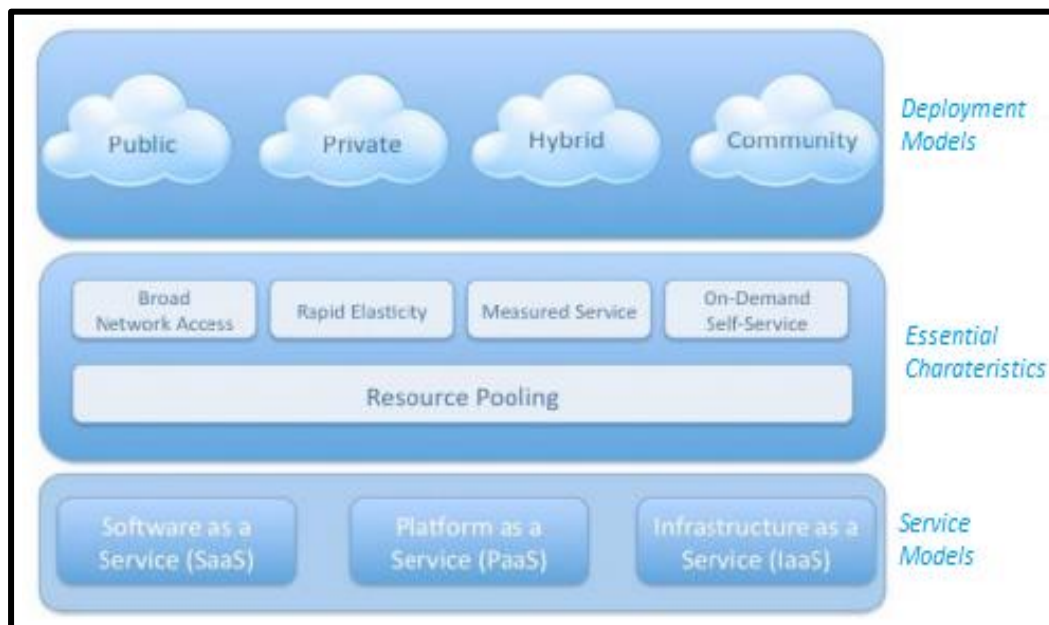 Public
Private
Hybrid
Community
Deployment
Models
Broad
Network Access
Rapid Elasticity
Measured Service
On-Demand
Self-Service
Resource Pooling
Essential
Charateristics
Software as a
Service (SaaS)
Platform as a
Service (PaaS)
Infrastructure as a
Service (IaaS)
Service
Models